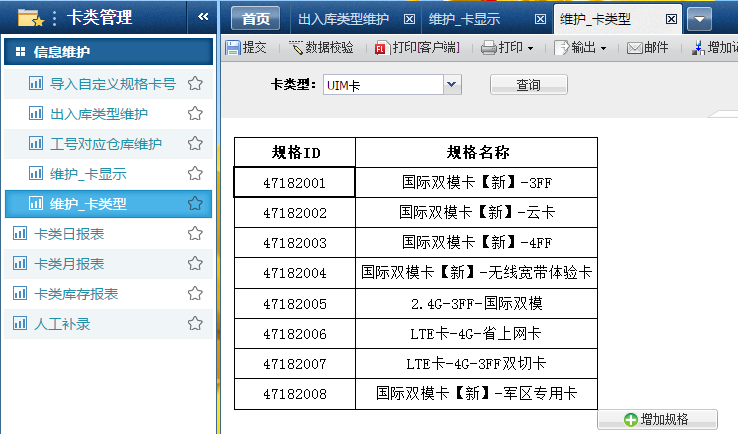 卡类管理
«
信息维护
导入自定义规格卡号
出入库类型维护
工号对应仓库维护
维护_卡显示
维护_卡类型
卡类日报表
卡类月报表
卡类库存报表
人工补录
首页 出入库类型维护 维护_卡显示 维护_卡类型
提交 数据校验 打印[客户端] 打印 输出 邮件 增加
卡类型: UIM卡 查询
规格ID 规格名称
47182001 国际双模卡【新】-3FF
47182002 国际双模卡【新】-云卡
47182003 国际双模卡【新】-4FF
47182004 国际双模卡【新】-无线宽带体验卡
47182005 2.4G-3FF-国际双模
47182006 LTE卡-4G-省上网卡
47182007 LTE卡-4G-3FF双切卡
47182008 国际双模卡【新】-军区专用卡
增加规格